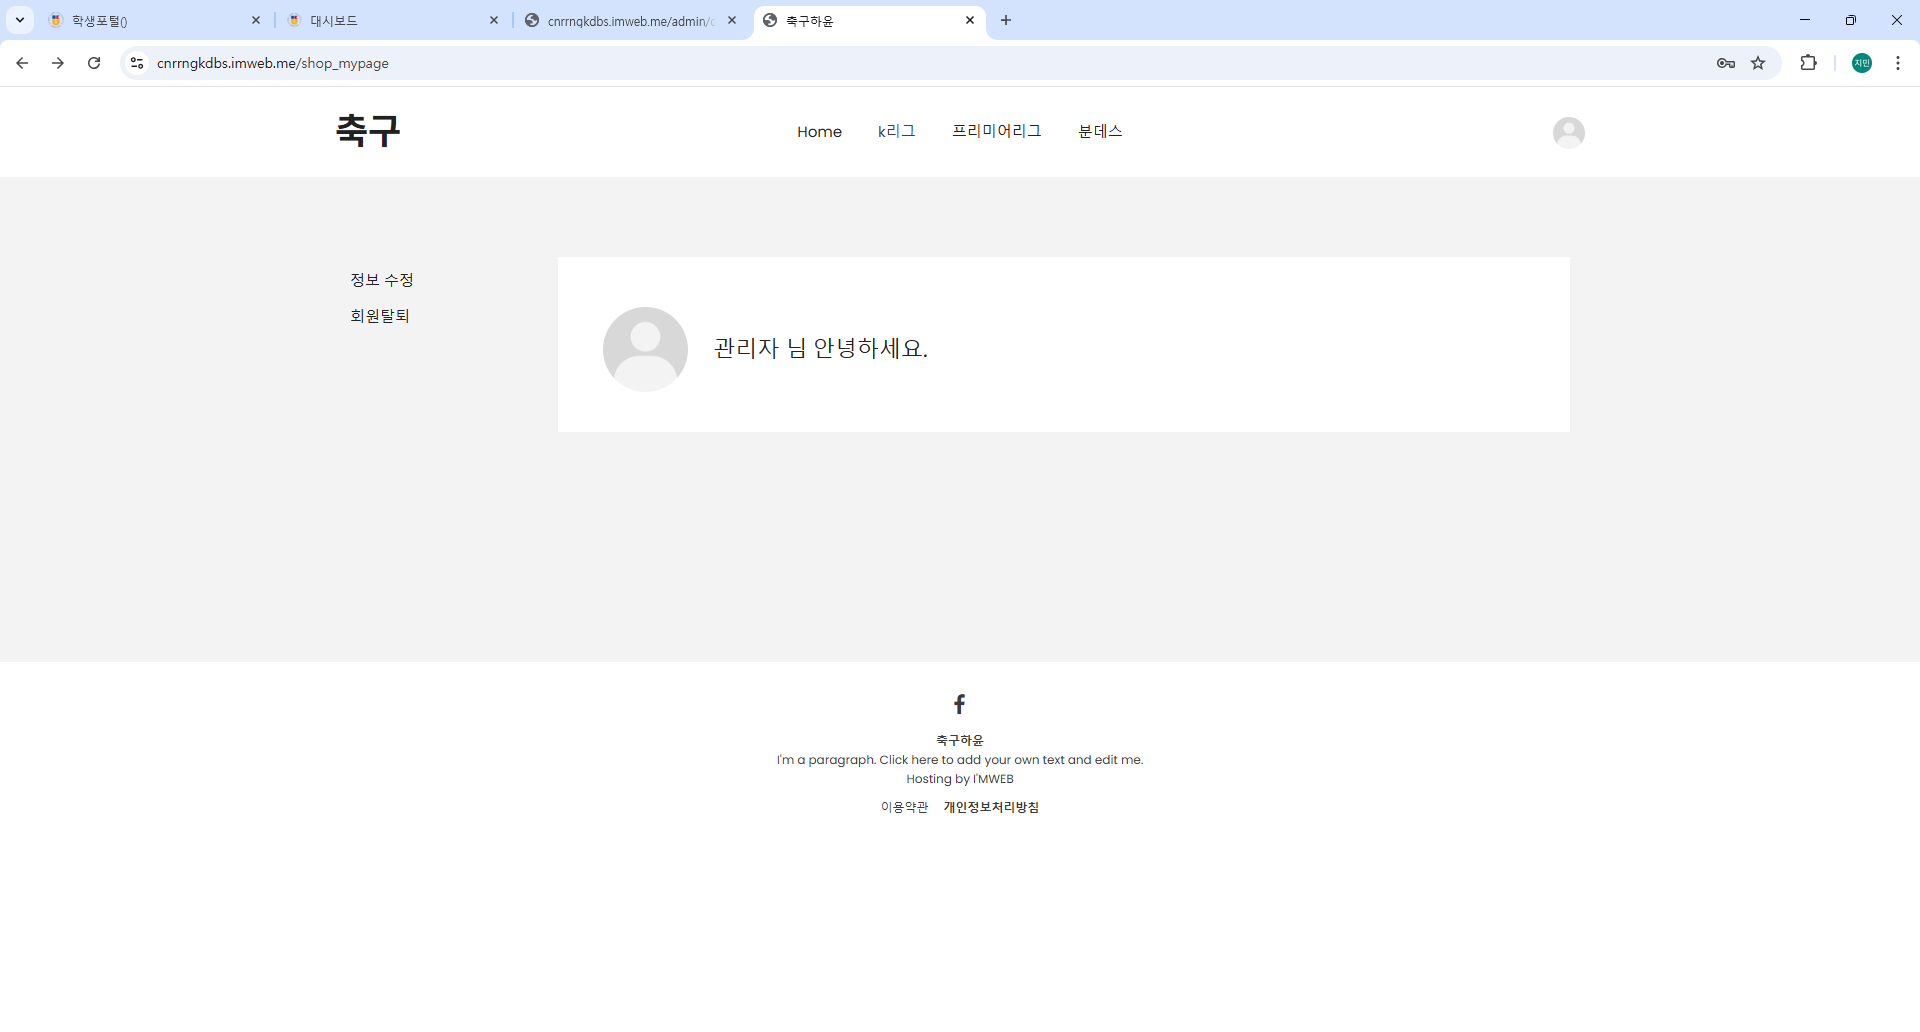 학생포털()
대시보드
cnrrngkdbs.imweb.me/admin/
축구하윤
cnrrngkdbs.imweb.me/shop_mypage
지민
축구
Home
k리그
프리미어리그
분데스
정보 수정
회원탈퇴
관리자 님 안녕하세요.
축구하윤
I'm a paragraph. Click here to add your own text and edit me.
Hosting by I'MWEB
이용약관
개인정보처리방침